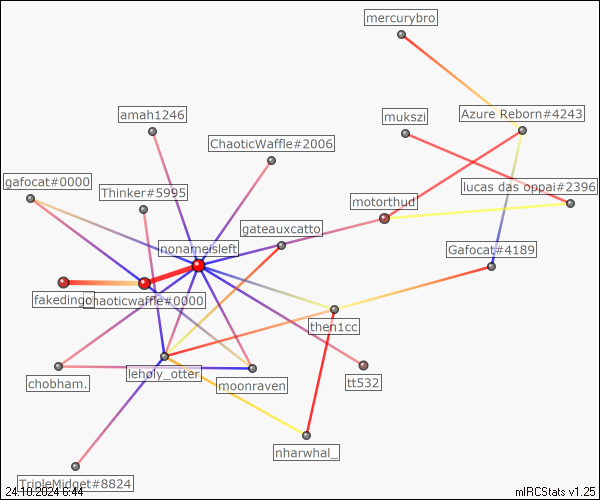 mercurybro
amah1246
mukszi
Azure Reborn#4243
ChaoticWaffle#2006
gafocat#0000
Thinker#5995
lucas das oppai#2396
motorthud
gateauxcatto
nonameisleft
Gafocat#4189
fakedingo
chaoticwaffle#0000
then1cc
leholy_otter
chobham.
moonraven
tt532
nharwhal_
TripleMidget#8824
24.10.2024 6:44
mIRCStats v1.25